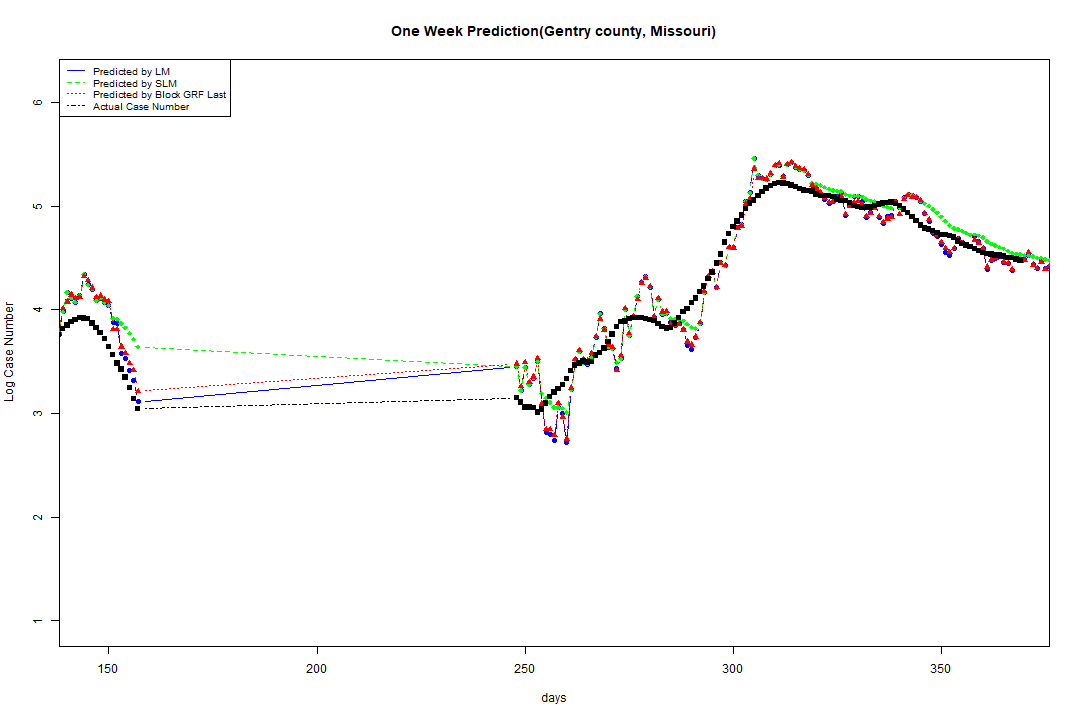 One Week Prediction(Gentry county, Missouri)
Predicted by LM
Predicted by SLM
Predicted by Block GRF Last
Actual Case Number
6
5
4
3
2
1
Log Case Number
150 200 250 300 350
days